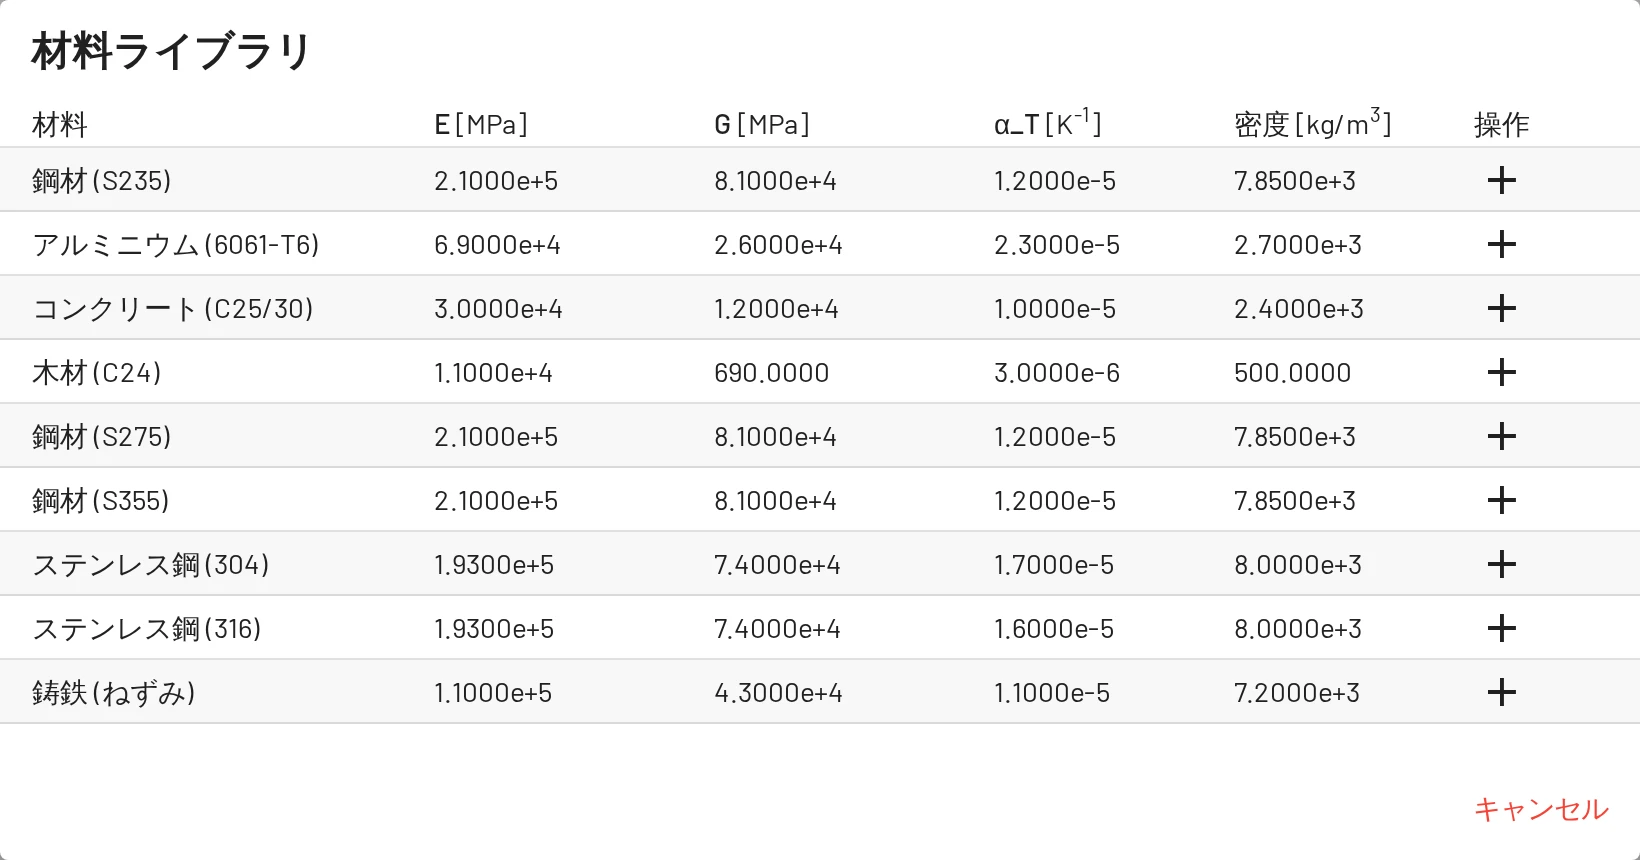 材料ライブラリ
材料 E [MPa] G [MPa] α_T [K⁻¹] 密度 [kg/m³] 操作
鋼材 (S235) 2.1000e+5 8.1000e+4 1.2000e-5 7.8500e+3 +
アルミニウム (6061-T6) 6.9000e+4 2.6000e+4 2.3000e-5 2.7000e+3 +
コンクリート (C25/30) 3.0000e+4 1.2000e+4 1.0000e-5 2.4000e+3 +
木材 (C24) 1.1000e+4 690.0000 3.0000e-6 500.0000 +
鋼材 (S275) 2.1000e+5 8.1000e+4 1.2000e-5 7.8500e+3 +
鋼材 (S355) 2.1000e+5 8.1000e+4 1.2000e-5 7.8500e+3 +
ステンレス鋼 (304) 1.9300e+5 7.4000e+4 1.7000e-5 8.0000e+3 +
ステンレス鋼 (316) 1.9300e+5 7.4000e+4 1.6000e-5 8.0000e+3 +
鋳鉄 (ねずみ) 1.1000e+5 4.3000e+4 1.1000e-5 7.2000e+3 +
キャンセル